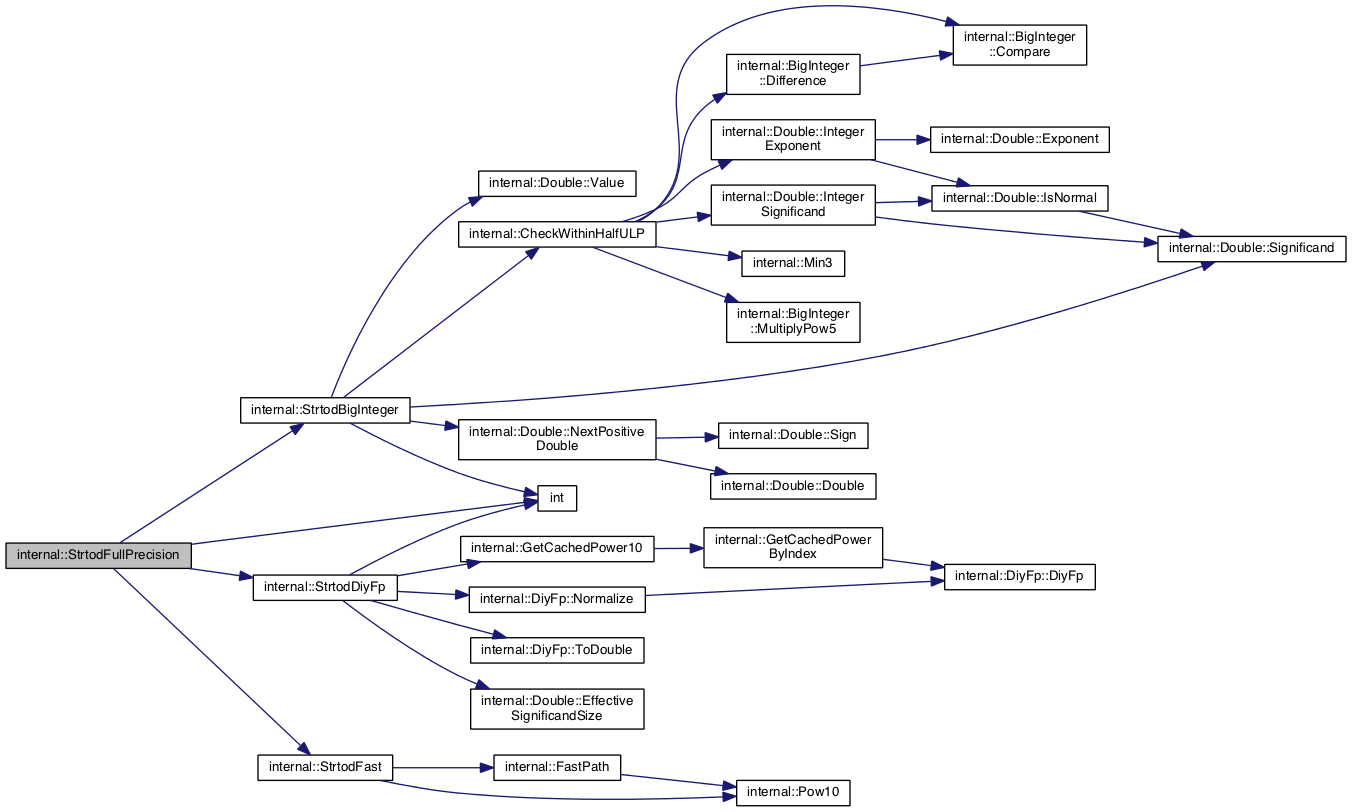 internal::BigInteger
::Compare
internal::BigInteger
::Difference
internal::Double::Integer
Exponent
internal::Double::Exponent
internal::Double::Value
internal::Double::Integer
Significand
internal::Double::IsNormal
internal::CheckWithinHalfULP
internal::Double::Significand
internal::Min3
internal::BigInteger
::MultiplyPow5
internal::StrtodBigInteger
internal::Double::NextPositive
Double
internal::Double::Sign
internal::Double::Double
int
internal::StrtodFullPrecision
internal::GetCachedPower10
internal::GetCachedPower
ByIndex
internal::DiyFp::DiyFp
internal::StrtodDiyFp
internal::DiyFp::Normalize
internal::DiyFp::ToDouble
internal::Double::Effective
SignificandSize
internal::StrtodFast
internal::FastPath
internal::Pow10